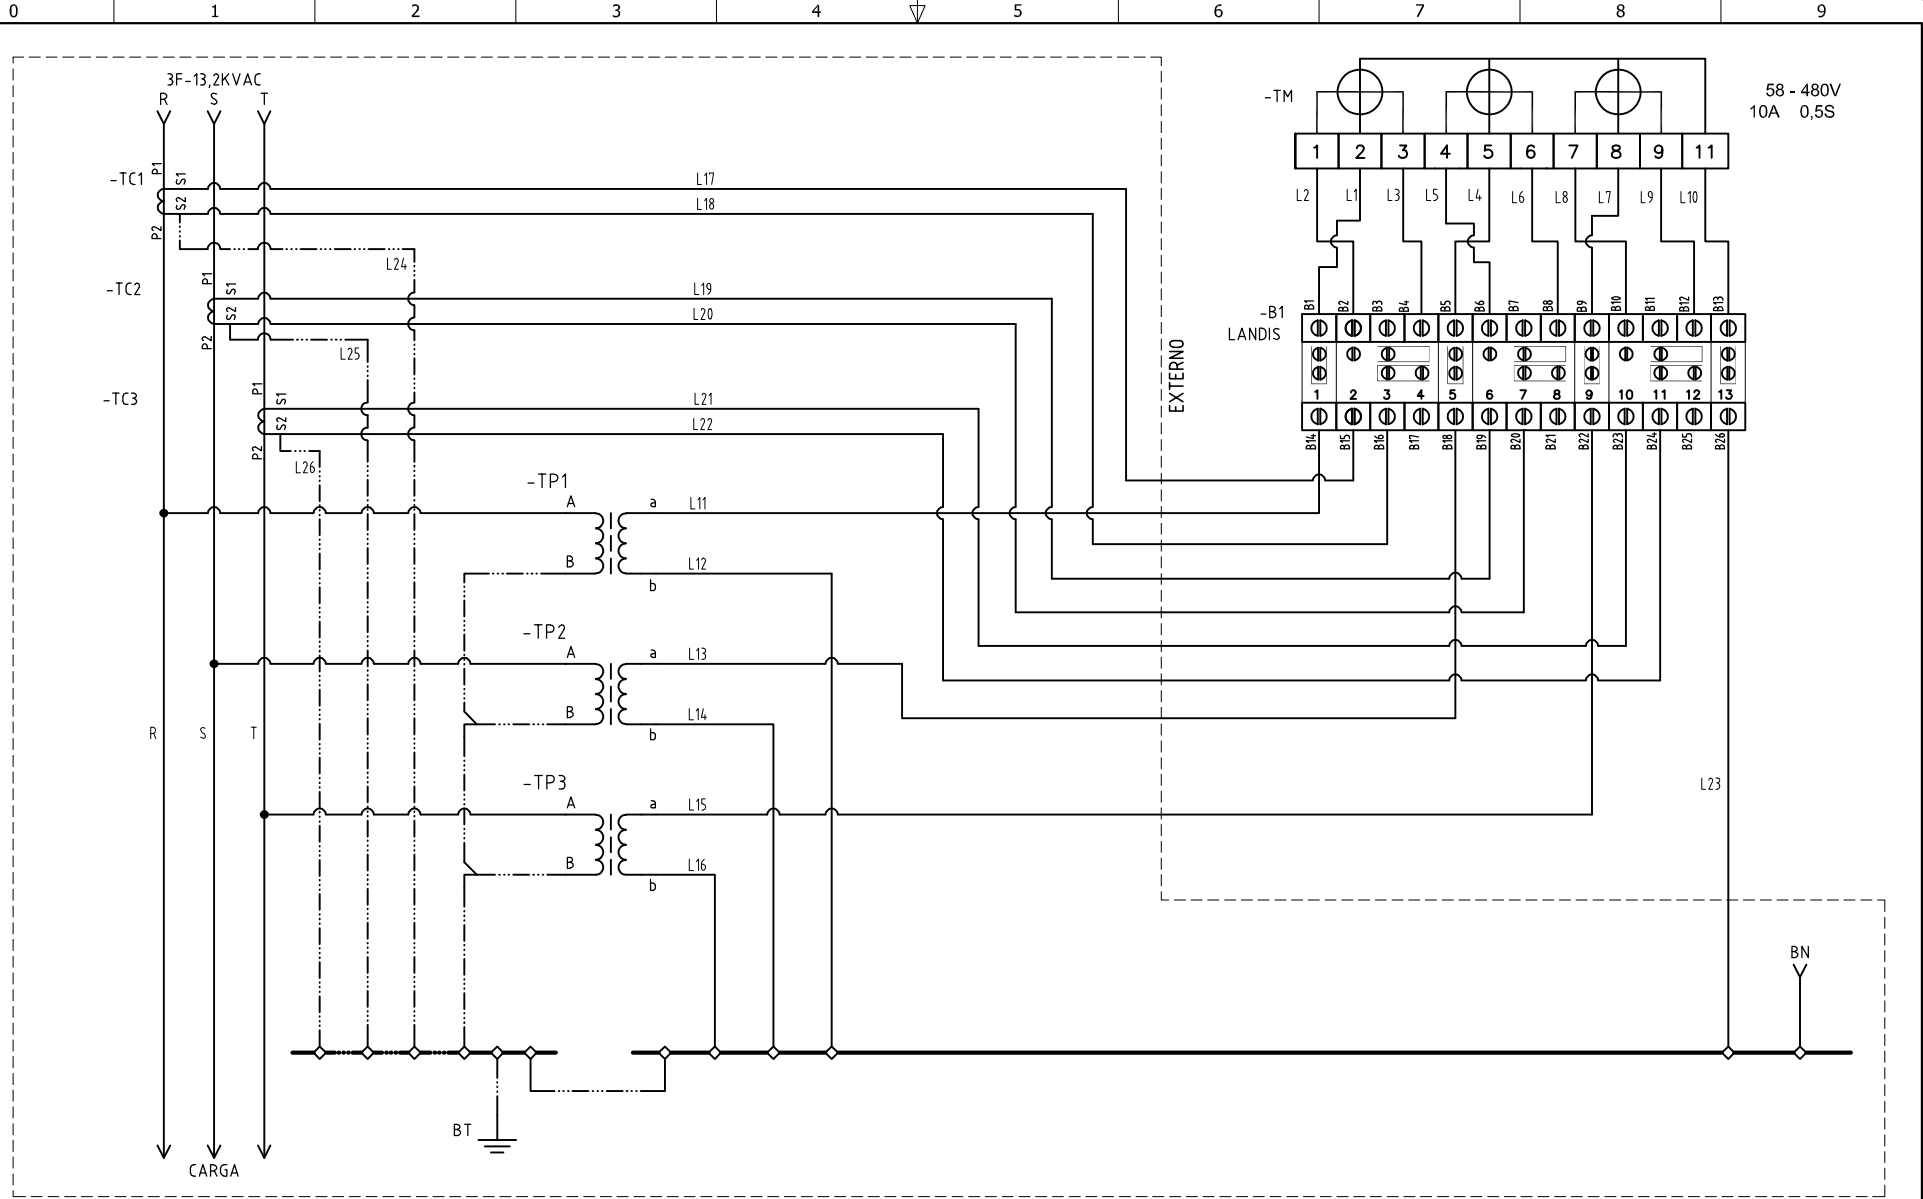 0 1 2 3 4 5 6 7 8 9
3F-13,2KVAC
R S T
-TM
58 - 480V
10A 0,5S
1 2 3 4 5 6 7 8 9 11
L2 L1 L3 L5 L4 L6 L8 L7 L9 L10
-TC1
P1
S1
S2
P2
L17
L18
L24
-TC2
P1
S1
S2
P2
L19
L20
L25
-TC3
P1
S1
S2
P2
L21
L22
L26
EXTERNO
-B1
LANDIS
B1 B2 B3 B4 B5 B6 B7 B8 B9 B10 B11 B12 B13
1 2 3 4 5 6 7 8 9 10 11 12 13
B14 B15 B16 B17 B18 B19 B20 B21 B22 B23 B24 B25 B26
-TP1
A a L11
B b L12
-TP2
A a L13
B b L14
R S T
-TP3
A a L15
B b L16
L23
BN
BT
CARGA